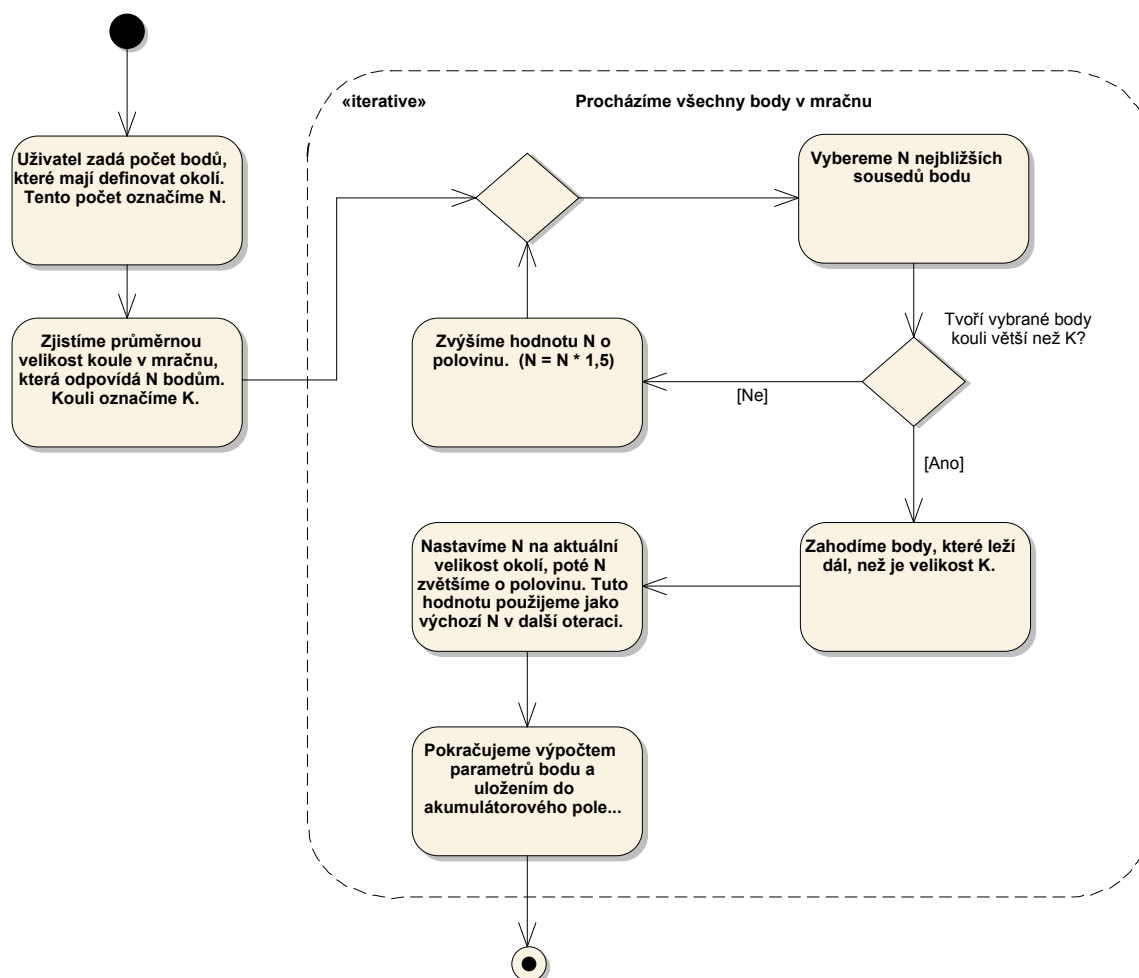 «iterative»
Procházíme všechny body v mračnu
Uživatel zadá počet bodů,
které mají definovat okolí.
Tento počet označíme N.
Vybereme N nejbližších
sousedů bodu
Zjistíme průměrnou
velikost koule v mračnu,
která odpovídá N bodům.
Kouli označíme K.
Zvýšíme hodnotu N o
polovinu. (N = N * 1,5)
Tvoří vybrané body
kouli větší než K?
[Ne]
[Ano]
Zahodíme body, které leží
dál, než je velikost K.
Nastavíme N na aktuální
velikost okolí, poté N
zvětšíme o polovinu. Tuto
hodnotu použijeme jako
výchozí N v další oteraci.
Pokračujeme výpočtem
parametrů bodu a
uložením do
akumulátorového pole...